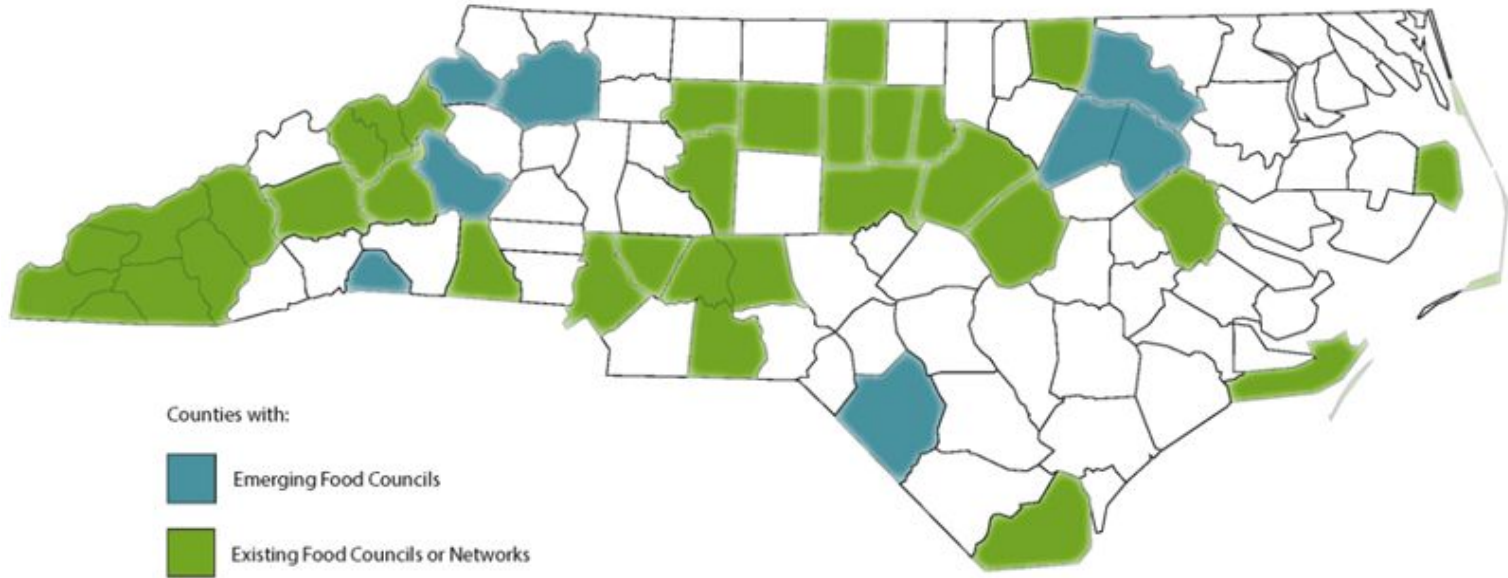 Counties with:
Emerging Food Councils
Existing Food Councils or Networks